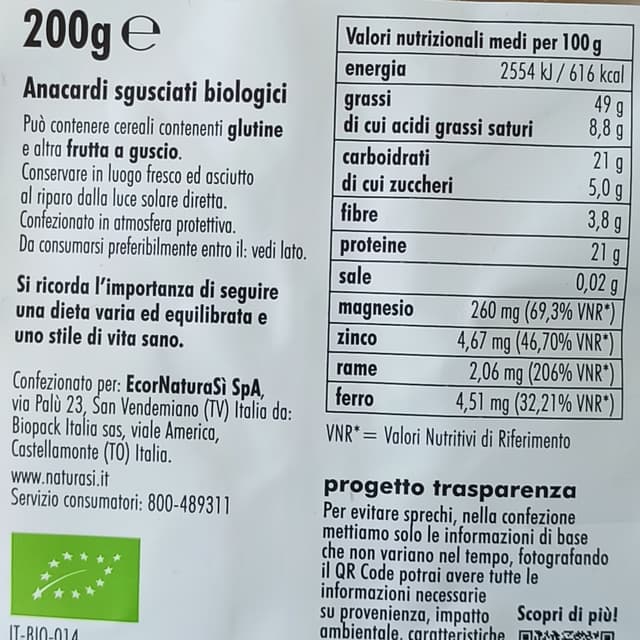 200g e
Anacardi sgusciati biologici
Può contenere cereali contenenti glutine
e altra frutta a guscio.
Conservare in luogo fresco ed asciutto
al riparo dalla luce solare diretta.
Confezionato in atmosfera protettiva.
Da consumarsi preferibilmente entro il: vedi lato.
Si ricorda l'importanza di seguire
una dieta varia ed equilibrata e
uno stile di vita sano.
Confezionato per: EcorNaturaSì SpA,
via Palù 23, San Vendemiano (TV) Italia da:
Biopack Italia sas, viale America,
Castellamonte (TO) Italia.
www.naturasi.it
Servizio consumatori: 800-489311
IT-BIO-014
Valori nutrizionali medi per 100 g
energia 2554 kJ / 616 kcal
grassi 49 g
di cui acidi grassi saturi 8,8 g
carboidrati 21 g
di cui zuccheri 5,0 g
fibre 3,8 g
proteine 21 g
sale 0,02 g
magnesio 260 mg (69,3% VNR*)
zinco 4,67 mg (46,70% VNR*)
rame 2,06 mg (206% VNR*)
ferro 4,51 mg (32,21% VNR*)
VNR* = Valori Nutritivi di Riferimento
progetto trasparenza
Per evitare sprechi, nella confezione
mettiamo solo le informazioni di base
che non variano nel tempo, fotografando
il QR Code potrai avere tutte le
informazioni necessarie
su provenienza, impatto
ambientale, caratteristiche
Scopri di più!